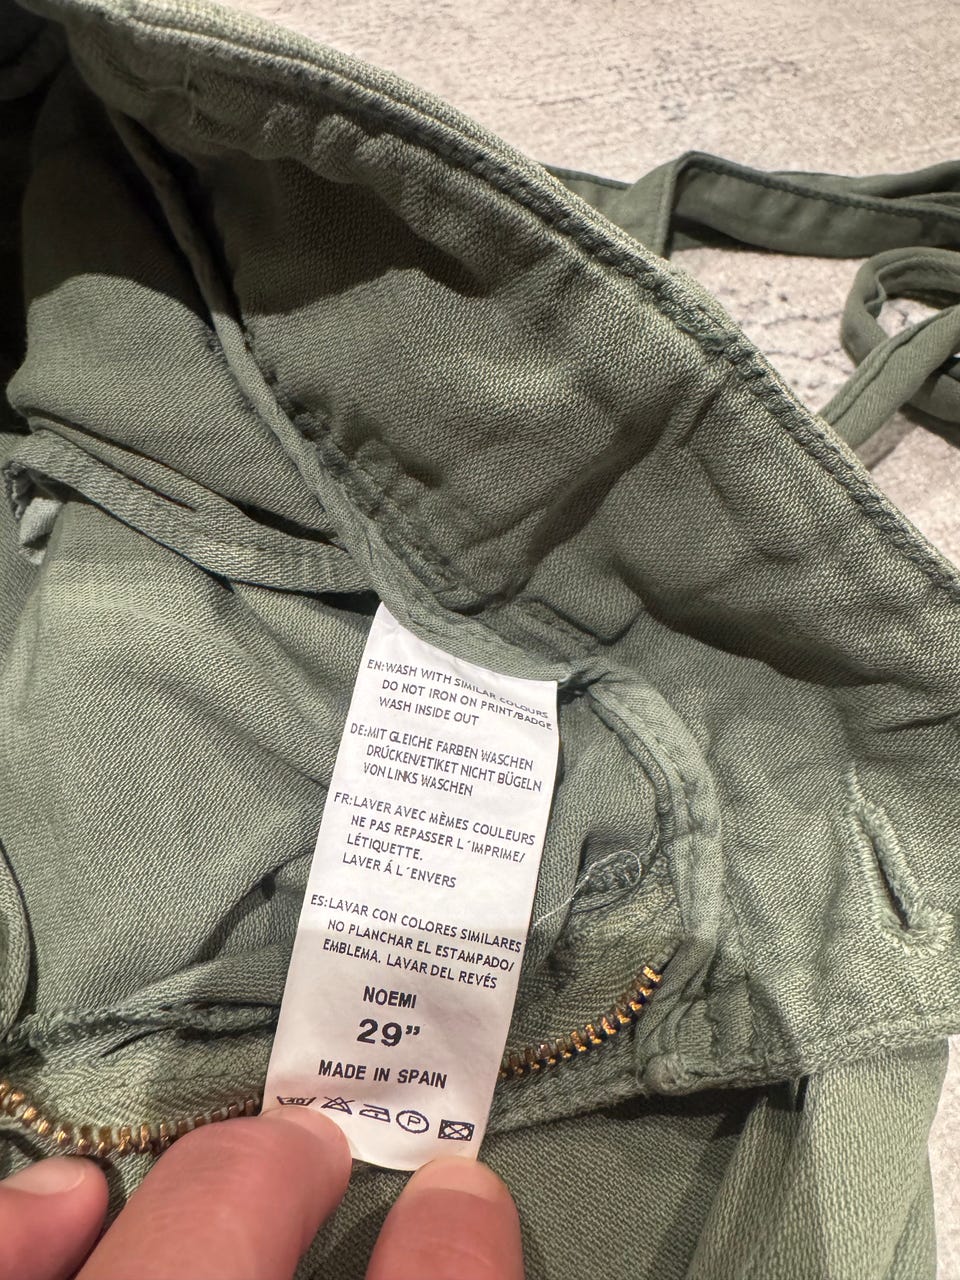 EN:WASH WITH SIMILAR COLOURS
DO NOT IRON ON PRINT/BADGE
WASH INSIDE OUT
DE:MIT GLEICHE FARBEN WASCHEN
DRÚCKEN/ETIKET NICHT BÜGELN
VON LINKS WASCHEN
FR:LAVER AVEC MÈMES COULEURS
NE PAS REPASSER L´IMPRIME/
LÉTIQUETTE.
LAVER Á L´ENVERS
ES:LAVAR CON COLORES SIMILARES
NO PLANCHAR EL ESTAMPADO/
EMBLEMA. LAVAR DEL REVÉS
NOEMI
29”
MADE IN SPAIN
30° P